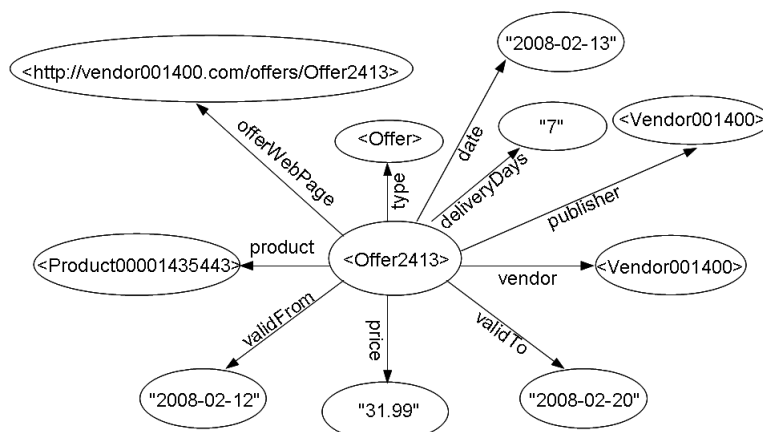 "2008-02-13"
<http://vendor001400.com/offers/Offer2413>
offerWebPage
<Offer>
type
date
"7"
deliveryDays
<Vendor001400>
publisher
<Product00001435443>
product
<Offer2413>
vendor
<Vendor001400>
validFrom
price
validTo
"2008-02-12"
"31.99"
"2008-02-20"